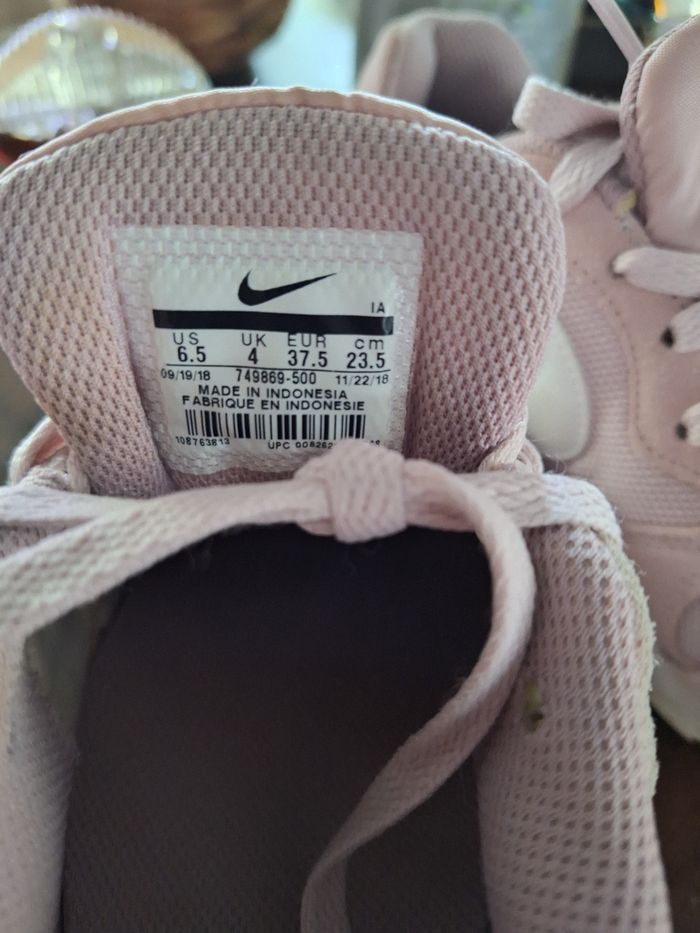 IA
US UK EUR cm
6.5 4 37.5 23.5
09/19/18 749869-500 11/22/18
MADE IN INDONESIA
FABRIQUE EN INDONESIE
108763813 UPC